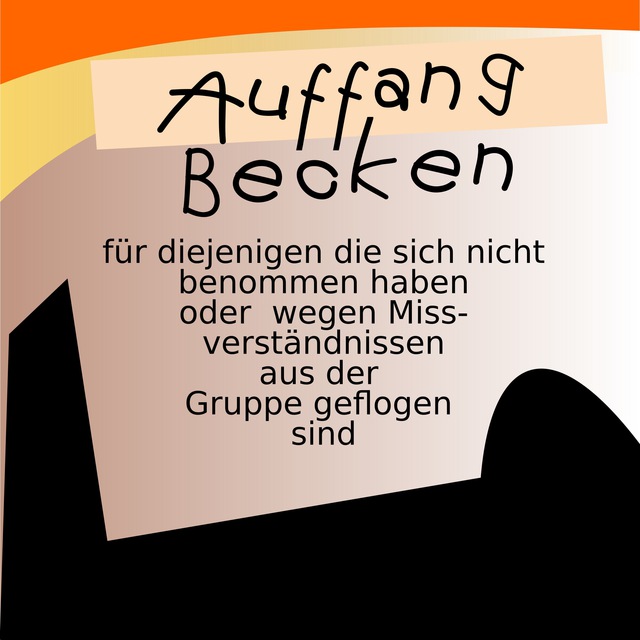 Auffang
Becken
für diejenigen die sich nicht
benommen haben
oder  wegen Miss-
verständnissen
aus der
Gruppe geflogen
sind